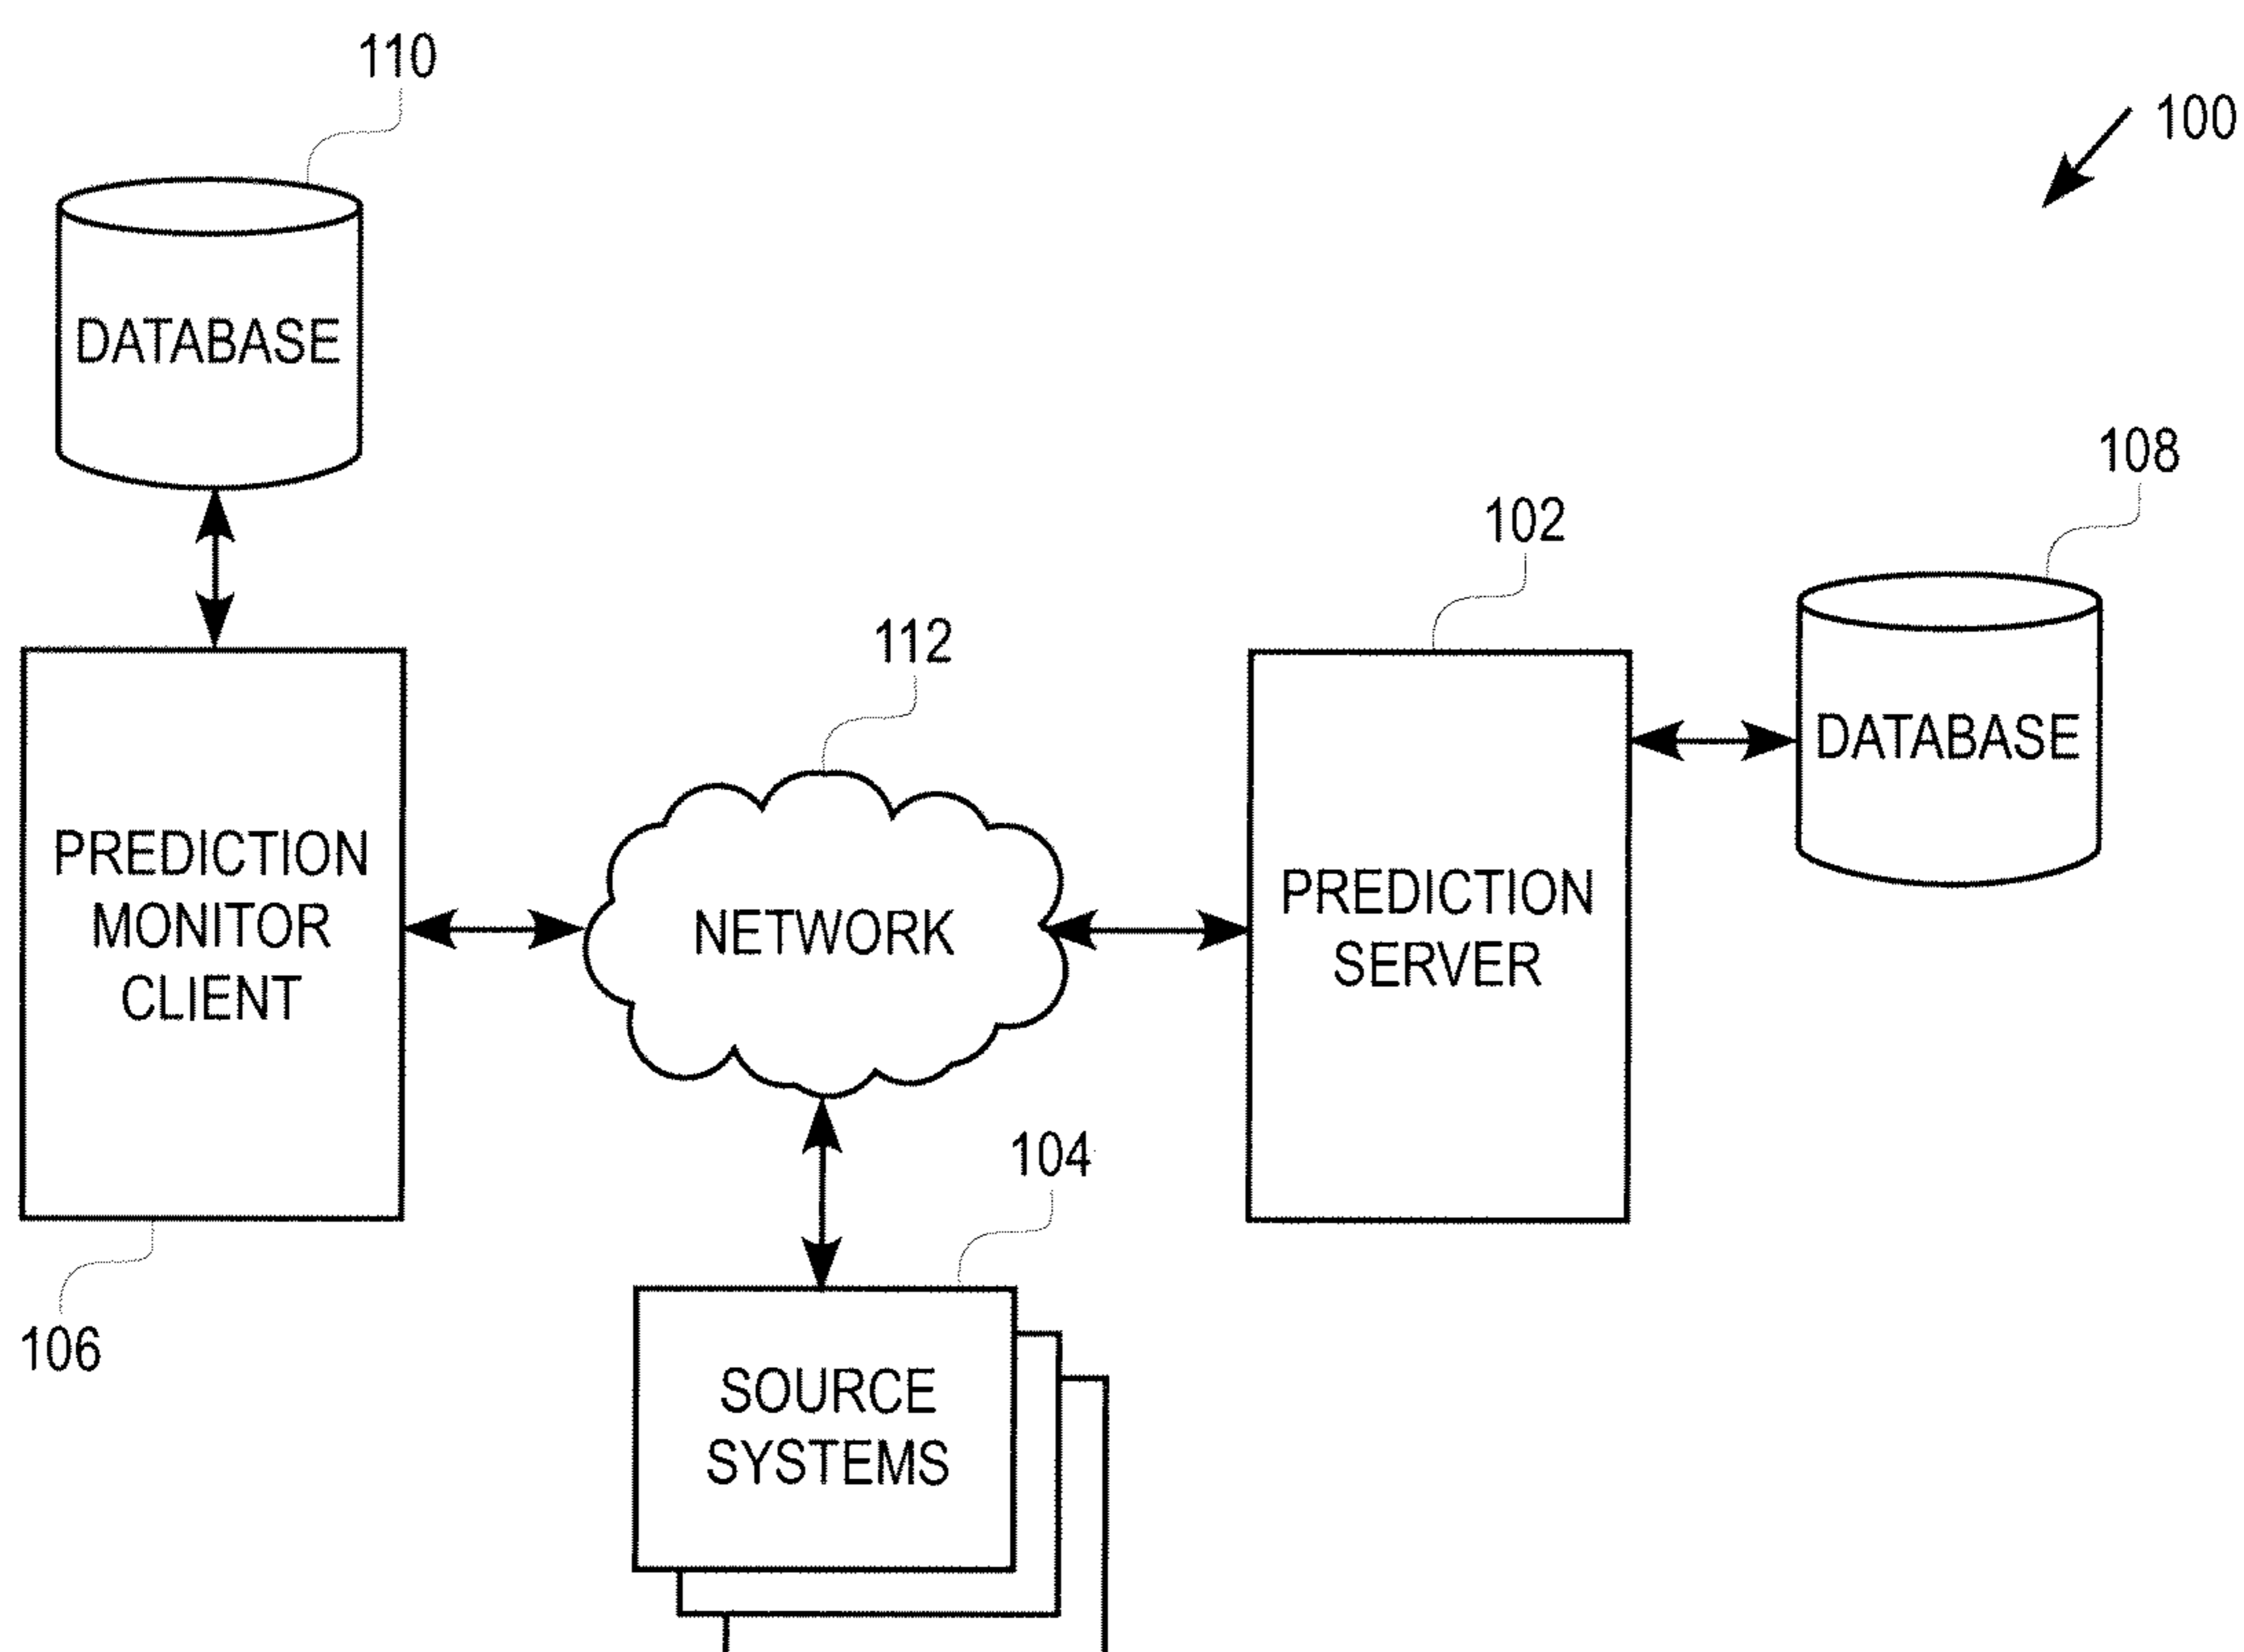 110
100
DATABASE
108
102
112
DATABASE
PREDICTION
MONITOR
CLIENT
NETWORK
PREDICTION
SERVER
104
106
SOURCE
SYSTEMS